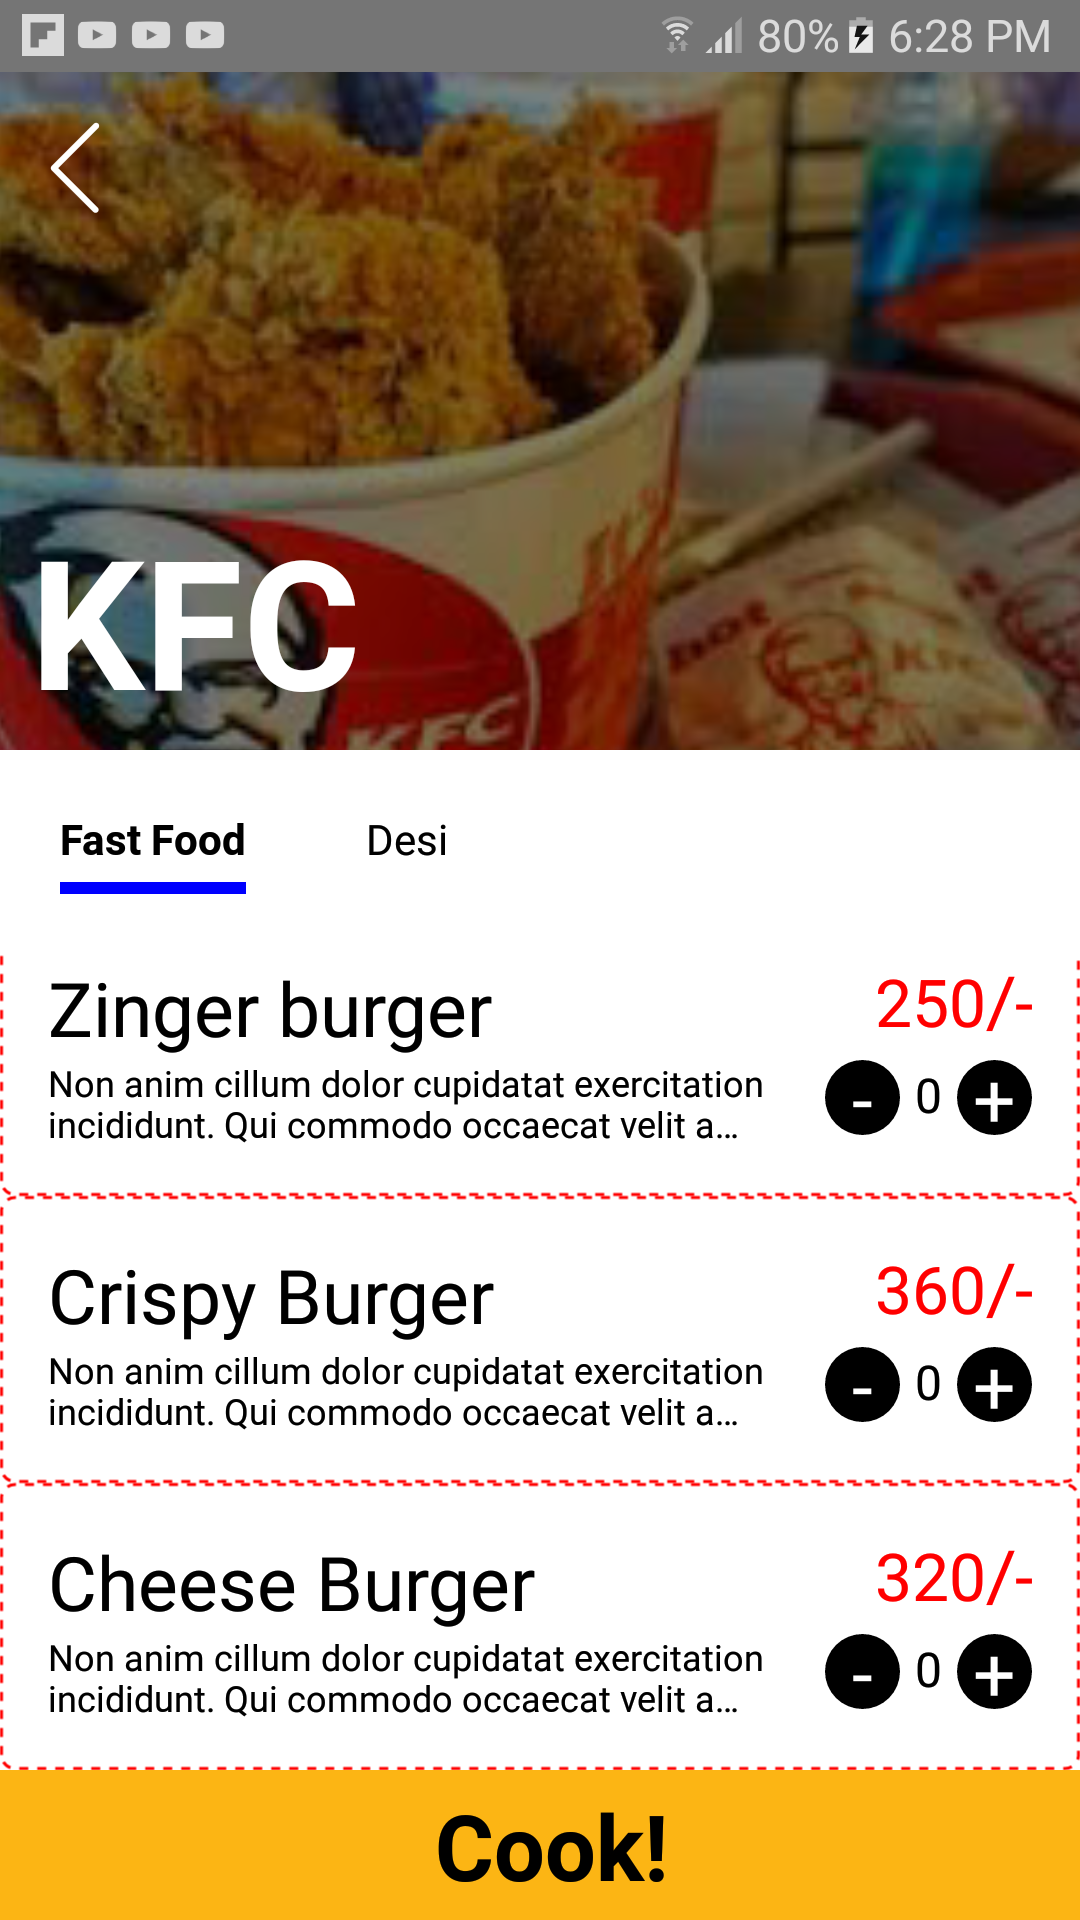 80% 6:28 PM
KFC
KFC
Fast Food
Desi
Zinger burger
250/-
Non anim cillum dolor cupidatat exercitation
incididunt. Qui commodo occaecat velit a…
- 0 +
Crispy Burger
360/-
Non anim cillum dolor cupidatat exercitation
incididunt. Qui commodo occaecat velit a…
- 0 +
Cheese Burger
320/-
Non anim cillum dolor cupidatat exercitation
incididunt. Qui commodo occaecat velit a…
- 0 +
Cook!